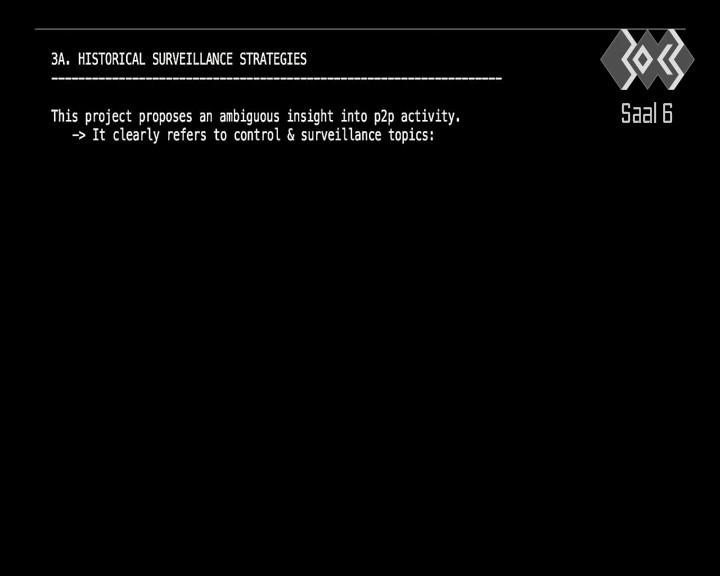 3A. HISTORICAL SURVEILLANCE STRATEGIES
This project proposes an ambiguous insight into p2p activity.
-> It clearly refers to control & surveillance topics:
30C3
Saal 6